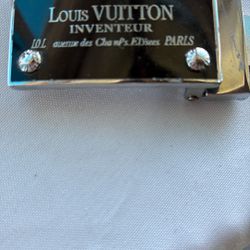 LOUIS VUITTON
INVENTEUR
101, avenue des Champs. Elysees PARIS